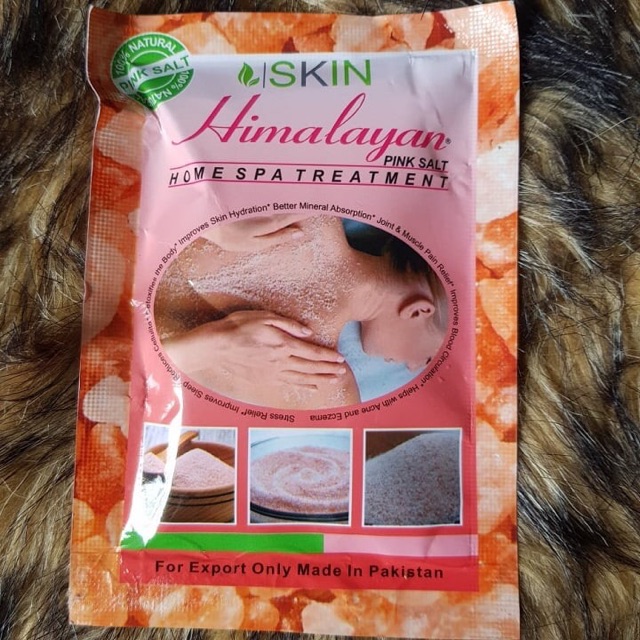 100% NATURAL
PINK SALT
100% NA
SKIN
Himalayan®
PINK SALT
HOME SPA TREATMENT
Detoxifies the Body* Improves Skin Hydration* Better Mineral Absorption* Joint & Muscle Pain Relief* Improves Blood Circulation* Helps with Acne and Eczema
Stress Relief* Improves Sleep* Reduces Cellulite*
For Export Only Made In Pakistan